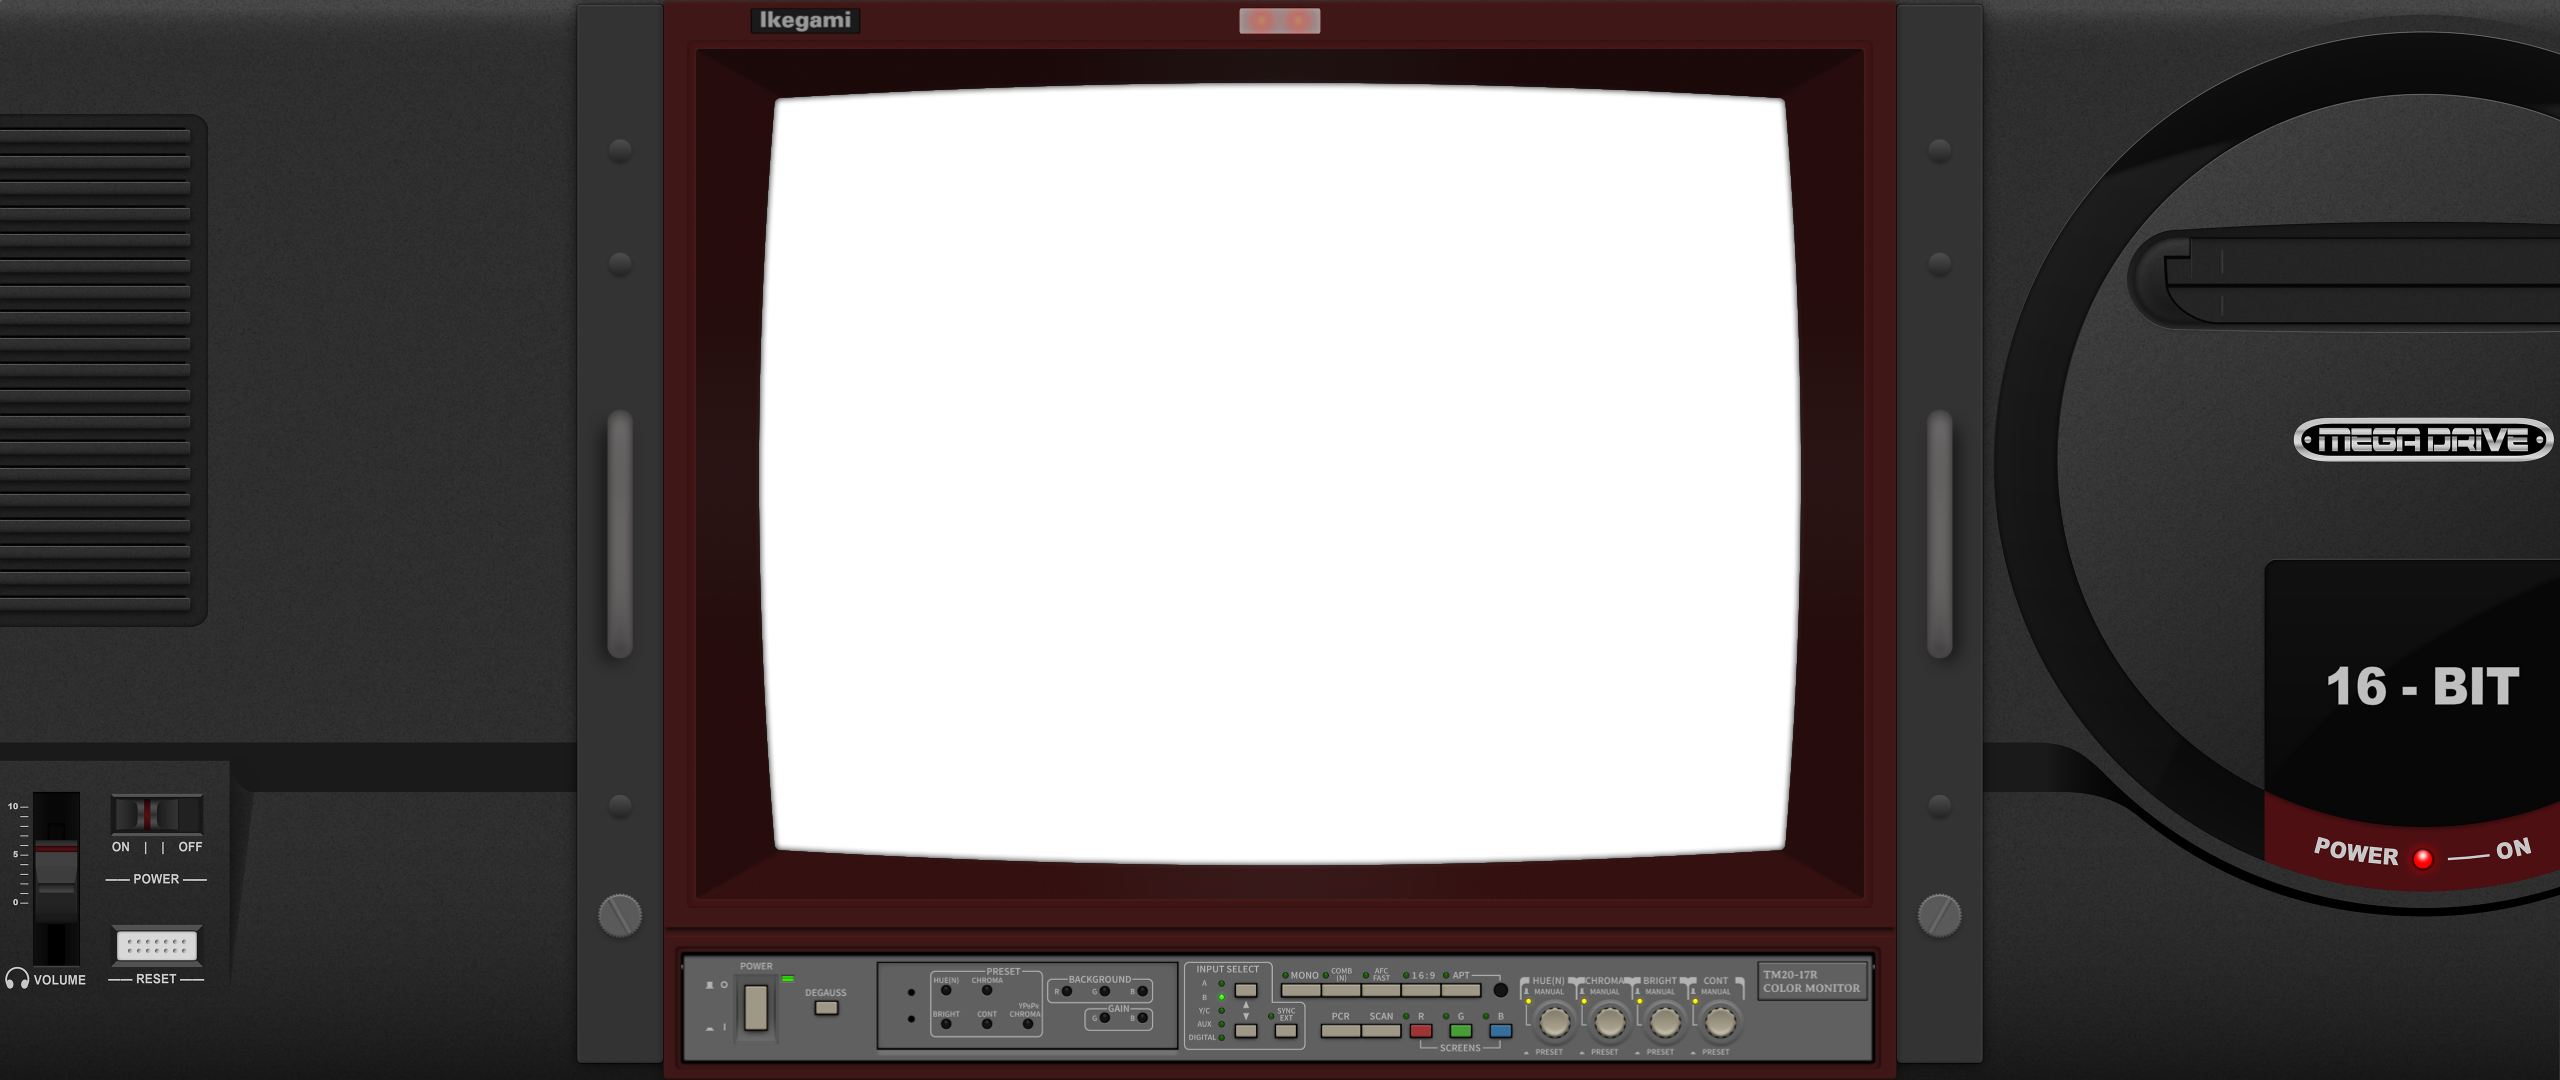 Ikegami
MEGA DRIVE
16 - BIT
POWER ON
10
5
0
ON | | OFF
POWER
RESET
VOLUME
POWER
DEGAUSS
PRESET
HUE(N) CHROMA
BRIGHT CONT YPBPR CHROMA
BACKGROUND
R G B
GAIN
G B
INPUT SELECT
A
B
Y/C
AUX
DIGITAL
SYNC
EXT
MONO COMB (N) AFC FAST 16:9 APT
PCR SCAN R G B
SCREENS
HUE(N) CHROMA BRIGHT CONT
MANUAL MANUAL MANUAL MANUAL
PRESET PRESET PRESET PRESET
TM20-17R
COLOR MONITOR